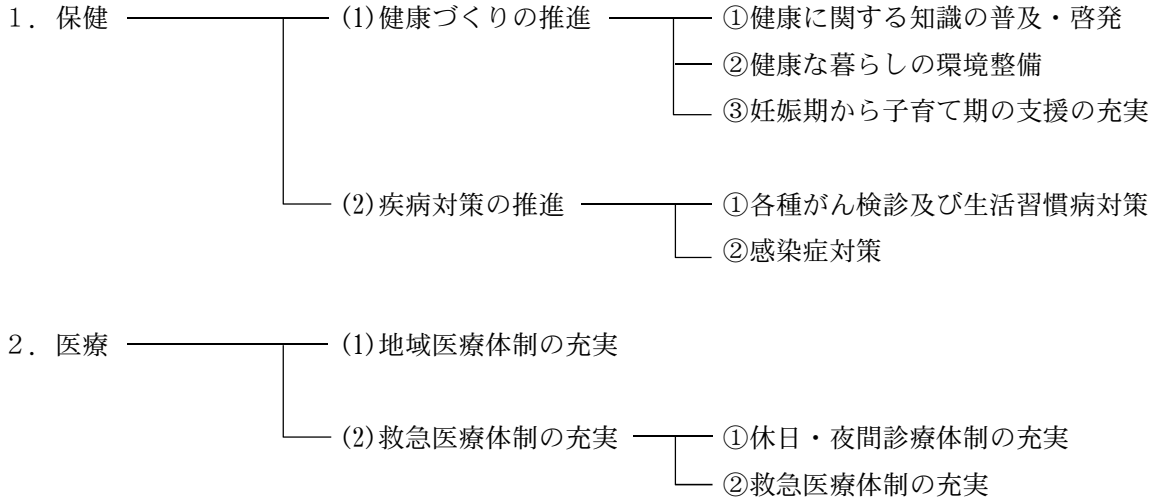 １．保健 (1)健康づくりの推進 ①健康に関する知識の普及・啓発
②健康な暮らしの環境整備
③妊娠期から子育て期の支援の充実
(2)疾病対策の推進 ①各種がん検診及び生活習慣病対策
②感染症対策
２．医療 (1)地域医療体制の充実
(2)救急医療体制の充実 ①休日・夜間診療体制の充実
②救急医療体制の充実